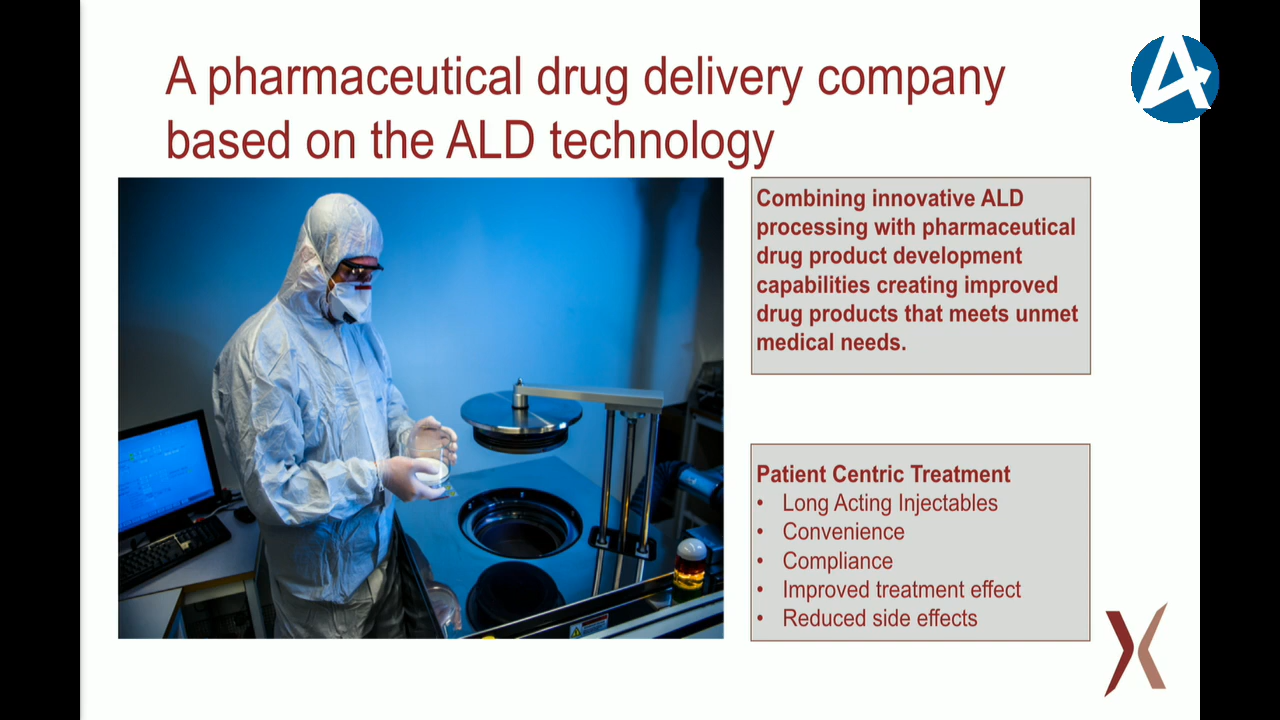 A pharmaceutical drug delivery company
based on the ALD technology
Combining innovative ALD
processing with pharmaceutical
drug product development
capabilities creating improved
drug products that meets unmet
medical needs.
Patient Centric Treatment
• Long Acting Injectables
• Convenience
• Compliance
• Improved treatment effect
• Reduced side effects